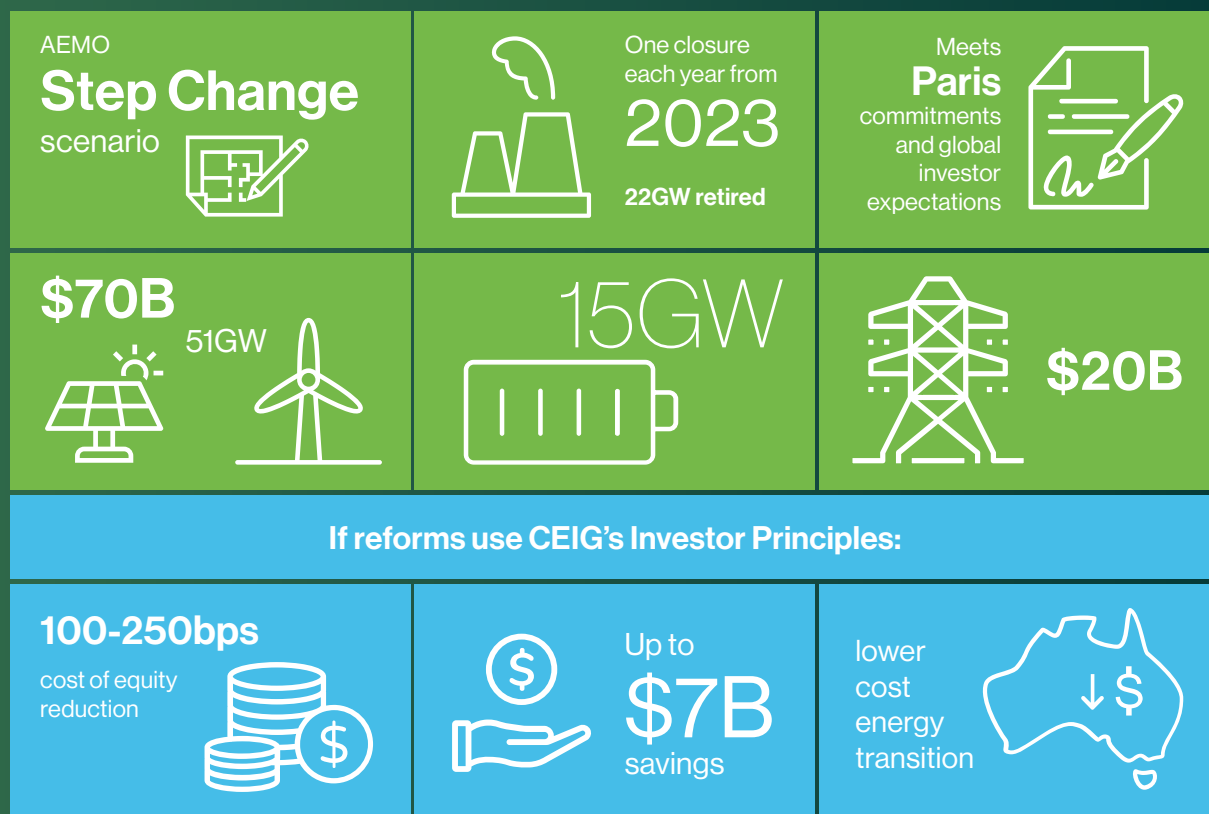 AEMO
Step Change
scenario
One closure
each year from
2023
22GW retired
Meets
Paris
commitments
and global
investor
expectations
$70B
51GW
15GW
$20B
If reforms use CEIG’s Investor Principles:
100-250bps
cost of equity
reduction
$
$
Up to
$7B
savings
lower
cost
energy
transition
$